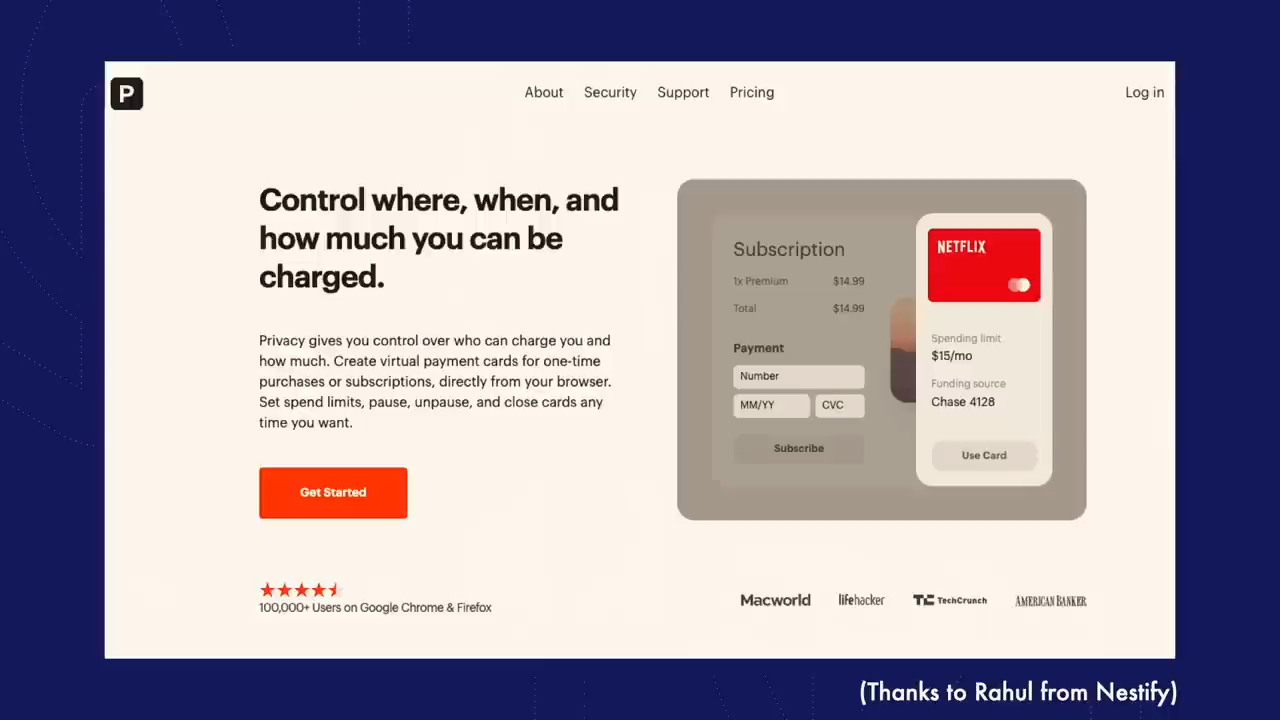 P
About Security Support Pricing
Log in
Control where, when, and
how much you can be
charged.
Privacy gives you control over who can charge you and
how much. Create virtual payment cards for one-time
purchases or subscriptions, directly from your browser.
Set spend limits, pause, unpause, and close cards any
time you want.
Get Started
100,000+ Users on Google Chrome & Firefox
Subscription
1x Premium $14.99
Total $14.99
Payment
Number
MM/YY CVC
Subscribe
NETFLIX
Spending limit
$15/mo
Funding source
Chase 4128
Use Card
Macworld lifehacker TC TechCrunch AMERICAN BANKER
(Thanks to Rahul from Nestify)